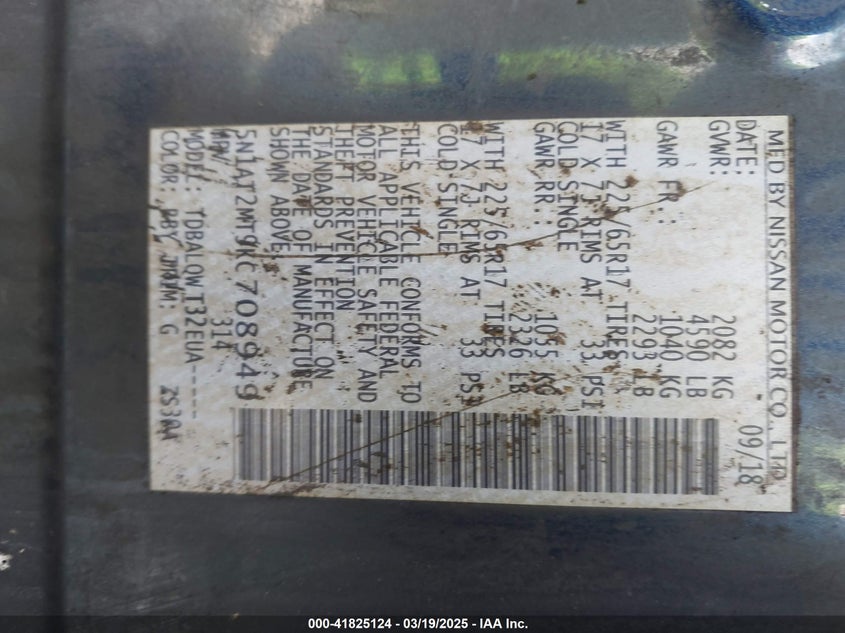 MFD BY NISSAN MOTOR CO., LTD.
DATE: 09/18
GVWR: 2082 KG
4590 LB
GAWR FR.: 1040 KG
2293 LB
WITH 225/65R17 TIRES
17 X 7J RIMS AT 33 PSI
COLD SINGLE
GAWR RR.: 1055 KG
2326 LB
WITH 225/65R17 TIRES
17 X 7J RIMS AT 33 PSI
COLD SINGLE
THIS VEHICLE CONFORMS TO
ALL APPLICABLE FEDERAL
MOTOR VEHICLE SAFETY AND
THEFT PREVENTION
STANDARDS IN EFFECT ON
THE DATE OF MANUFACTURE
SHOWN ABOVE
5N1AT2MT9KC708949
MPV 314
MODEL: TDBALQWT32EUA-----
COLOR: RBY TRIM: G
000-41825124 - 03/19/2025 - IAA Inc.